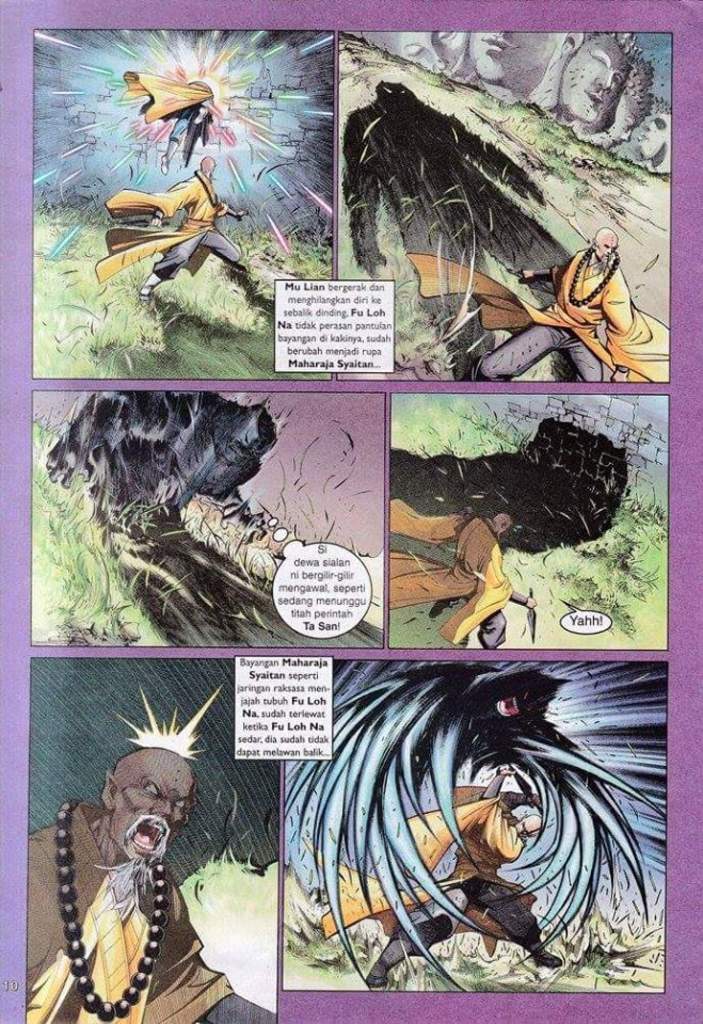 Mu Lian bergerak dan
menghilangkan diri ke
sebalik dinding, Fu Loh
Na tidak perasan pantulan
bayangan di kakinya, sudah
berubah menjadi rupa
Maharaja Syaitan...
Si
dewa sialan
ni bergilir-gilir
mengawal, seperti
sedang menunggu
titah perintah
Ta San!
Yahh!
Bayangan Maharaja
Syaitan seperti
jaringan raksasa men-
jajah tubuh Fu Loh
Na, sudah terlewat
ketika Fu Loh Na
sedar, dia sudah tidak
dapat melawan balik...
10